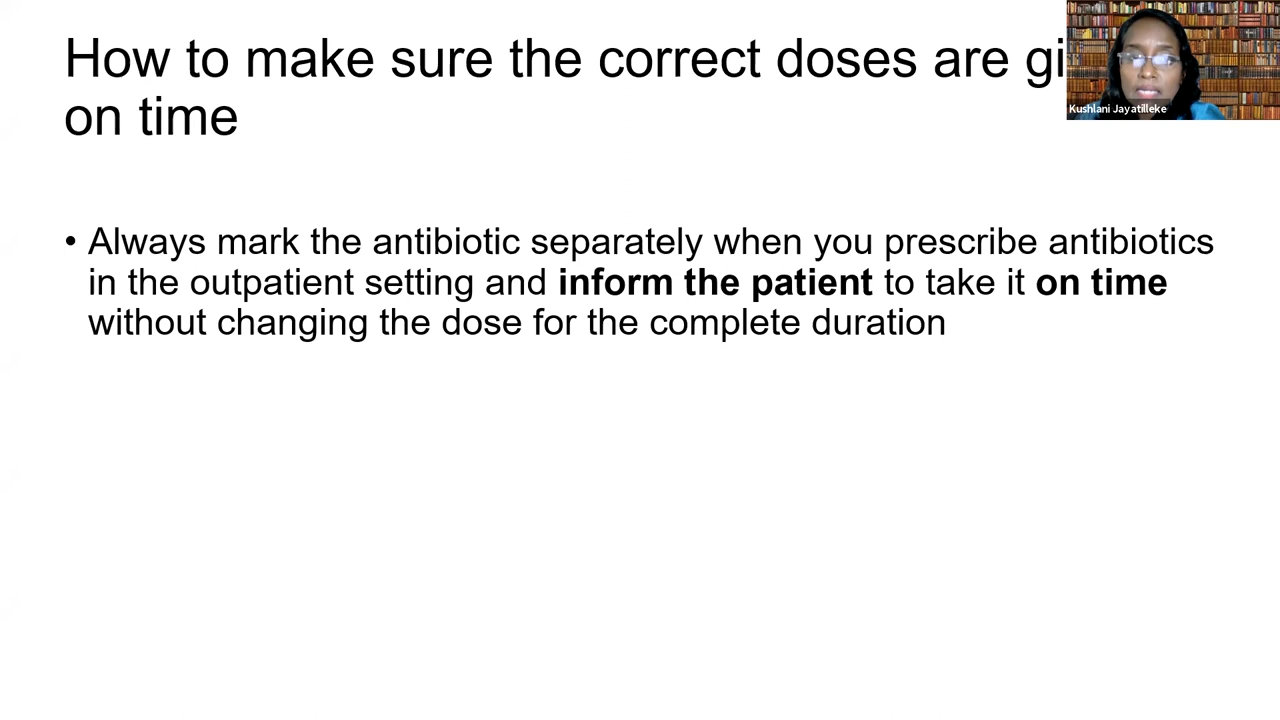 How to make sure the correct doses are gi
on time
Kushlani Jayatilleke
• Always mark the antibiotic separately when you prescribe antibiotics
in the outpatient setting and inform the patient to take it on time
without changing the dose for the complete duration